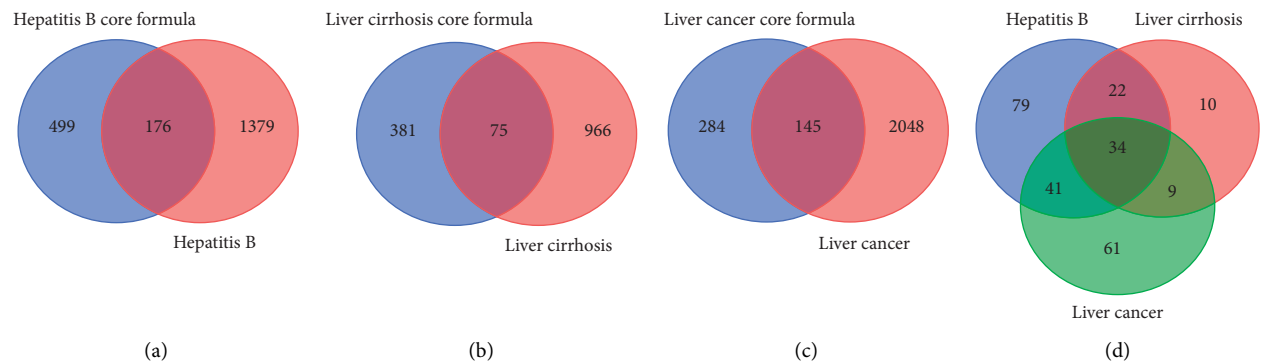 Hepatitis B core formula
499
176
1379
Hepatitis B
(a)
Liver cirrhosis core formula
381
75
966
Liver cirrhosis
(b)
Liver cancer core formula
284
145
2048
Liver cancer
(c)
Hepatitis B
Liver cirrhosis
79
22
10
34
41
9
61
Liver cancer
(d)